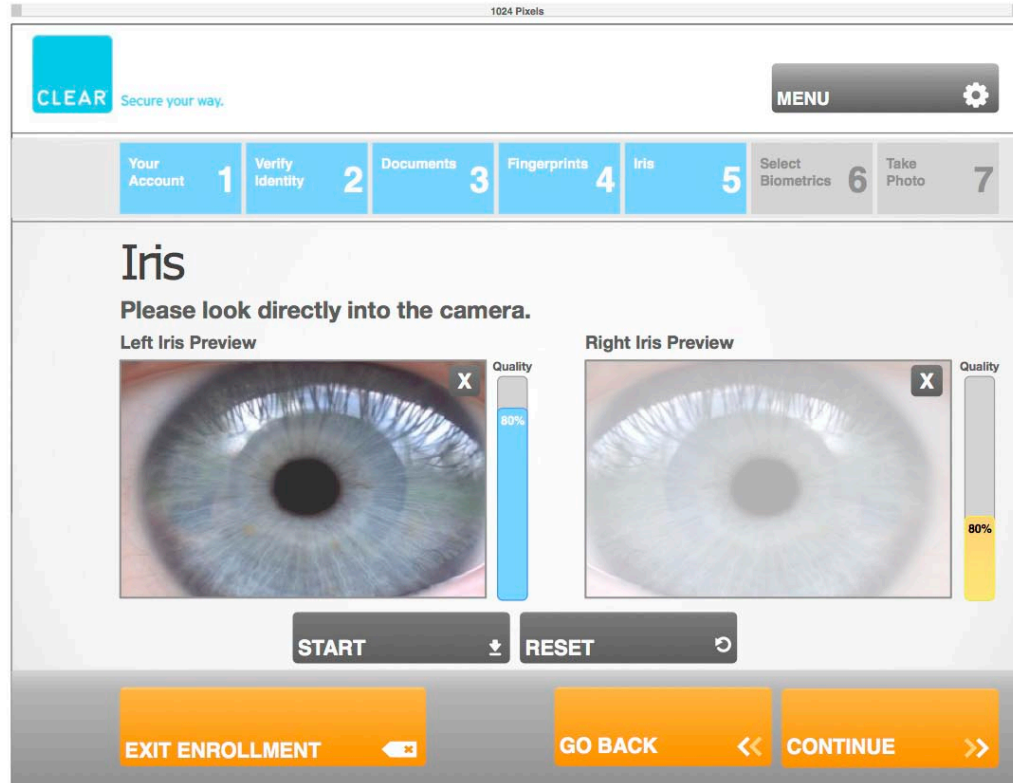 1024 Pixels
CLEAR
Secure your way.
MENU
Your
Account 1
Verify
Identity 2
Documents 3
Fingerprints 4
Iris 5
Select
Biometrics 6
Take
Photo 7
Iris
Please look directly into the camera.
Left Iris Preview
Right Iris Preview
X
Quality
80%
X
Quality
80%
START
RESET
EXIT ENROLLMENT
GO BACK
CONTINUE